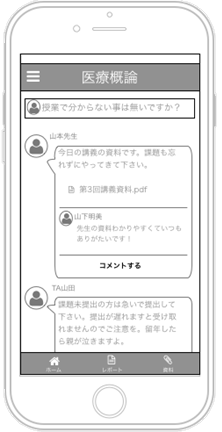 医療概論
授業で分からない事は無いですか？
山本先生
今日の講義の資料です。課題も忘
れずにやってきて下さい。
第3回講義資料.pdf
山下明美
先生の資料わかりやすくていつも
ありがたいです！
コメントする
TA山田
課題未提出の方は急いで提出して
下さい。提出が遅れますと受け取
れませんのでご注意を。留年した
ら親が泣きますよ。
ホーム
レポート
資料